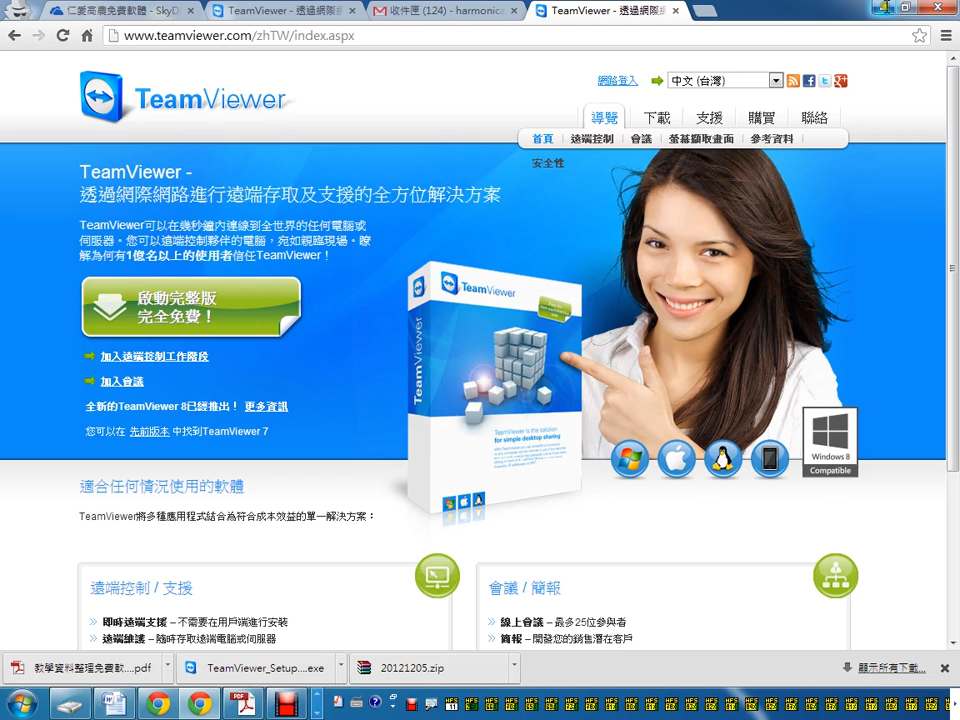 仁愛高農免費軟體 - SkyD
TeamViewer - 透過網際網
收件匣 (124) - harmonica
TeamViewer - 透過網際網
www.teamviewer.com/zhTW/index.aspx
TeamViewer
網路登入
中文 (台灣)
導覽 下載 支援 購買 聯絡
首頁 遠端控制 會議 螢幕擷取畫面 參考資料
安全性
TeamViewer -
透過網際網路進行遠端存取及支援的全方位解決方案
TeamViewer可以在幾秒鐘內連線到全世界的任何電腦或
伺服器。您可以遠端控制夥伴的電腦，宛如親臨現場。瞭
解為何有1億名以上的使用者信任TeamViewer！
啟動完整版
完全免費！
加入遠端控制工作階段
加入會議
全新的TeamViewer 8已經推出！ 更多資訊
您可以在 先前版本 中找到TeamViewer 7
TeamViewer
TeamViewer
TeamViewer is the solution
for simple desktop sharing
Windows 8
Compatible
適合任何情況使用的軟體
TeamViewer將多種應用程式結合為符合成本效益的單一解決方案：
遠端控制 / 支援
即時遠端支援 – 不需要在用戶端進行安裝
遠端維護 – 隨時存取遠端電腦或伺服器
會議 / 簡報
線上會議 – 最多25位參與者
簡報 – 開發您的銷售潛在客戶
教學資料整理免費軟....pdf
TeamViewer_Setup....exe
20121205.zip
顯示所有下載...